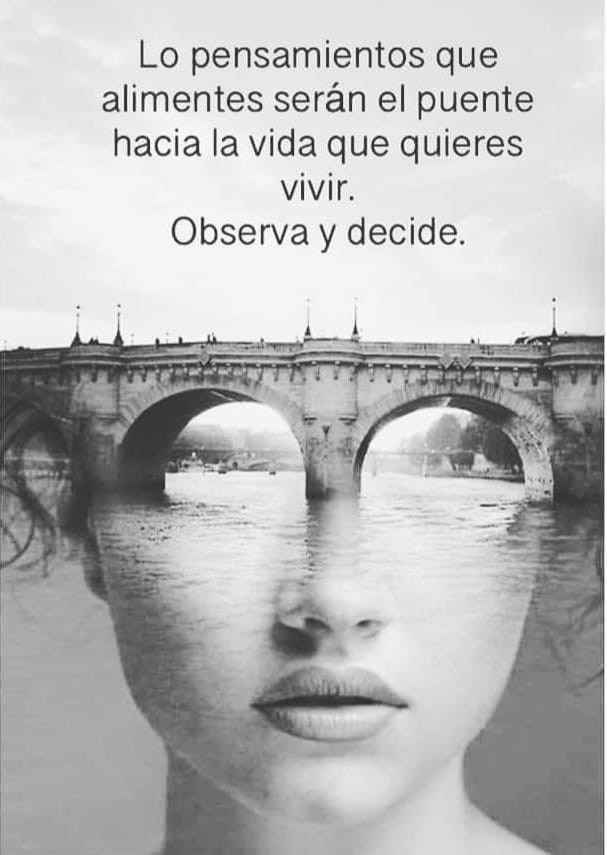 Lo pensamientos que
alimentes serán el puente
hacia la vida que quieres
vivir.
Observa y decide.